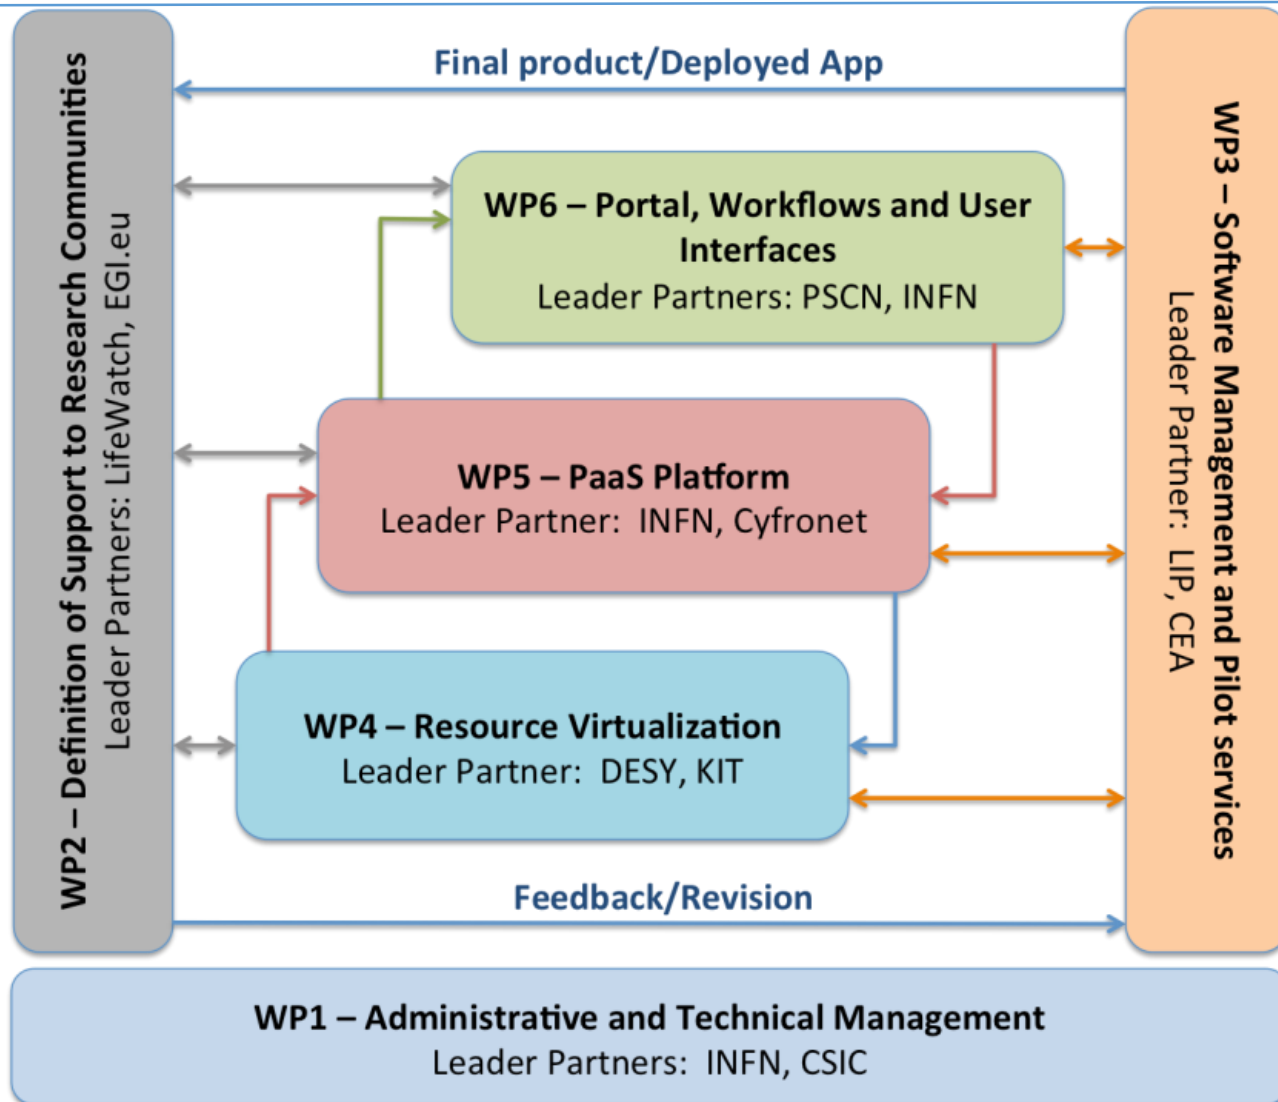 Final product/Deployed App
WP2 – Definition of Support to Research Communities
Leader Partners: LifeWatch, EGI.eu
WP6 – Portal, Workflows and User
Interfaces
Leader Partners: PSCN, INFN
WP3 – Software Management and Pilot services
Leader Partner: LIP, CEA
WP5 – PaaS Platform
Leader Partner: INFN, Cyfronet
WP4 – Resource Virtualization
Leader Partner: DESY, KIT
Feedback/Revision
WP1 – Administrative and Technical Management
Leader Partners: INFN, CSIC